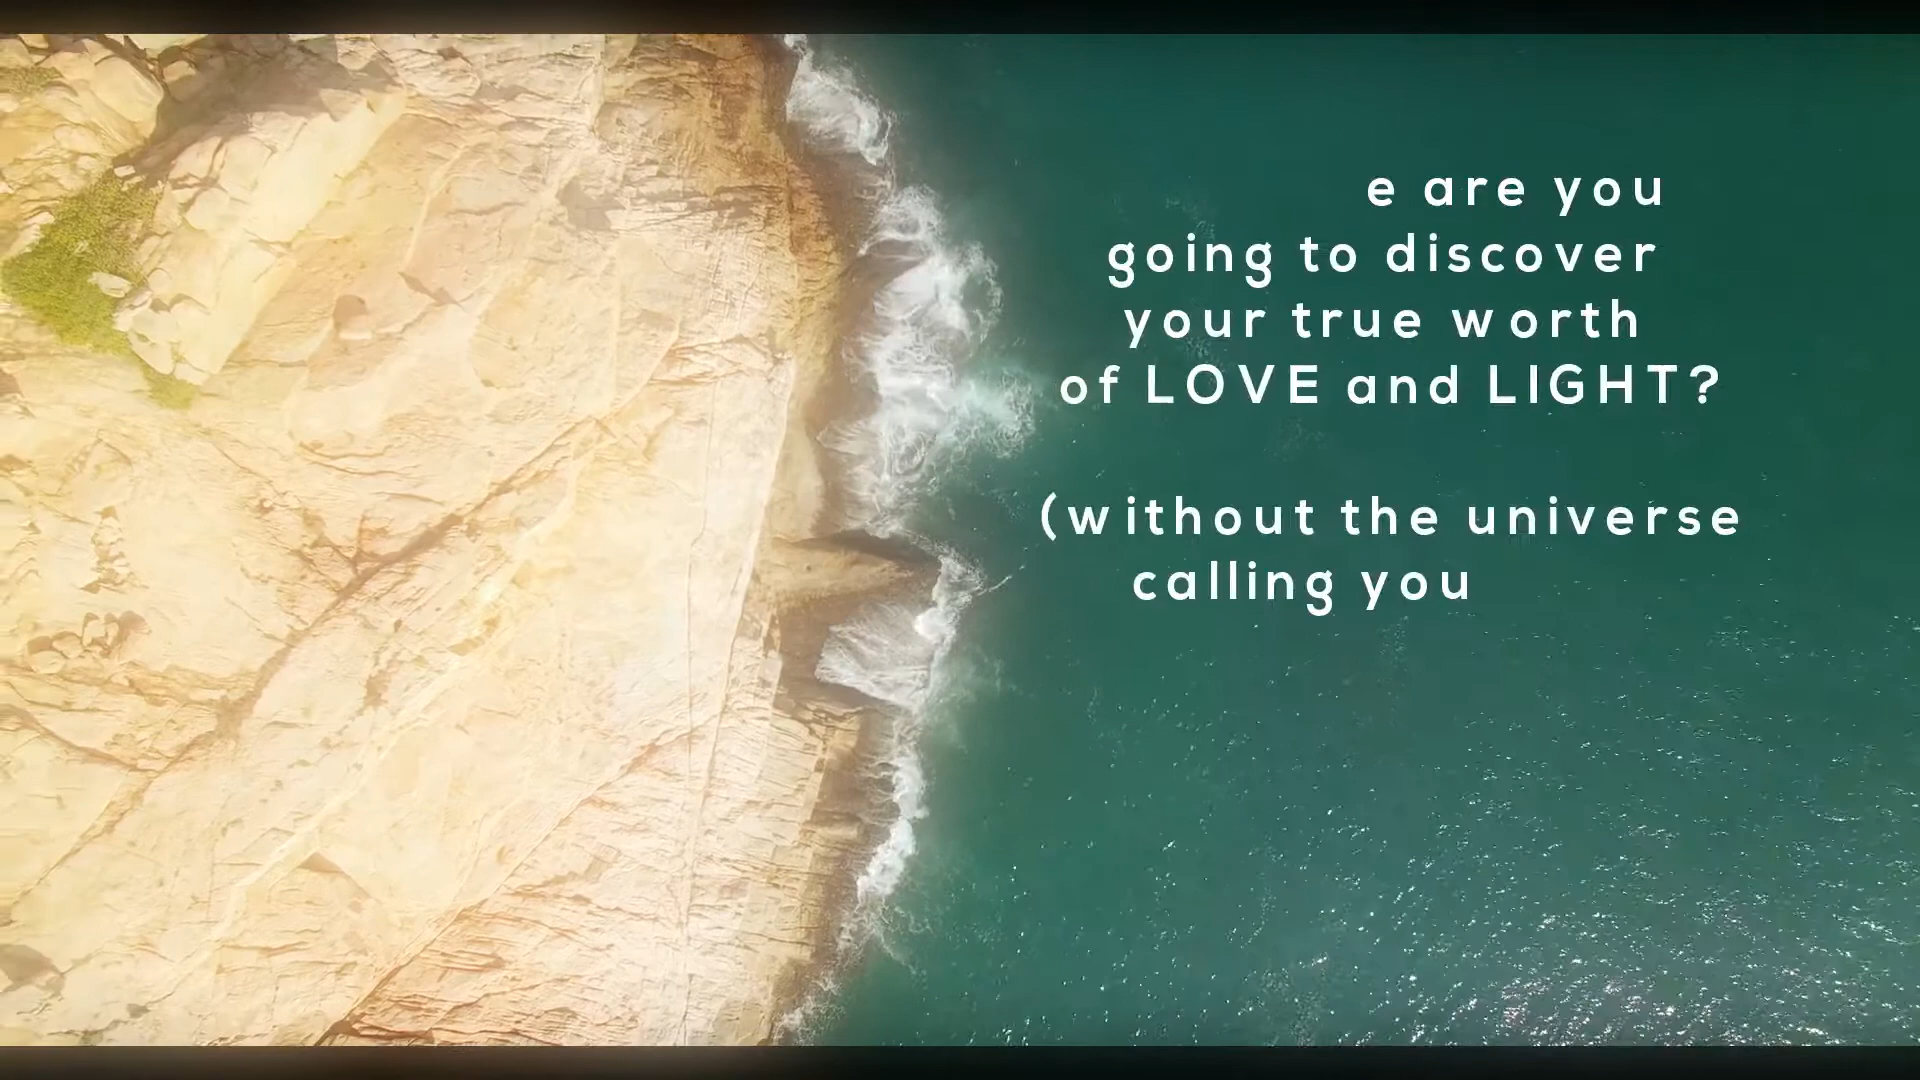 e are you
going to discover
your true worth
of LOVE and LIGHT?
(without the universe
calling you